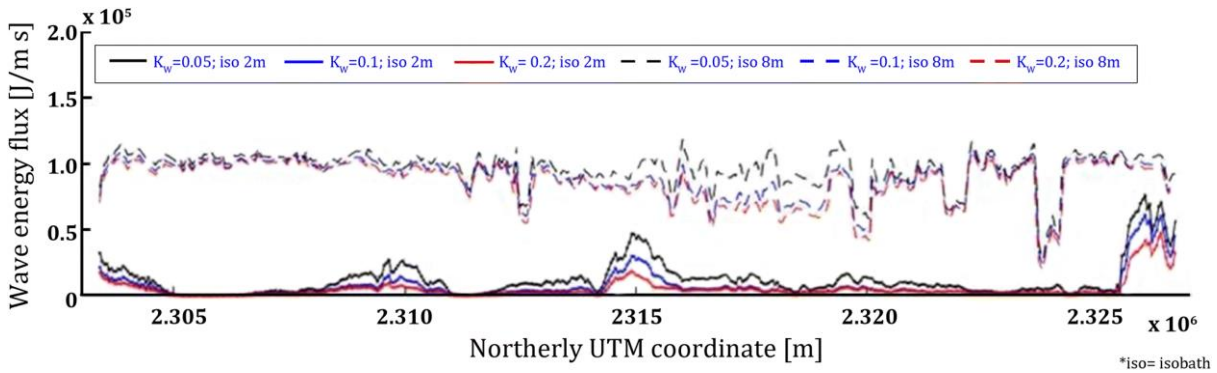 x 10⁵
2.0
K_w=0.05; iso 2m K_w=0.1; iso 2m K_w= 0.2; iso 2m K_w=0.05; iso 8m K_w=0.1; iso 8m K_w=0.2; iso 8m
1.5
1.0
0.5
0
Wave energy flux [J/m s]
2.305 2.310 2315 2.320 2.325 x 10⁶
Northerly UTM coordinate [m]
*iso= isobath